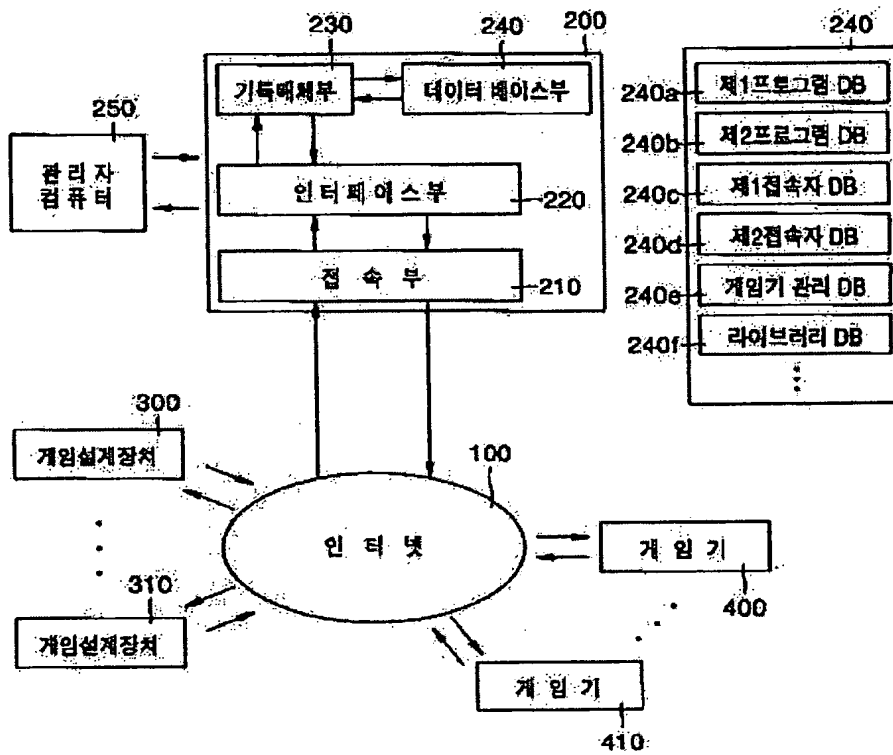 230
240
200
기록매체부
데이터 베이스부
250
관리자
컴퓨터
인터페이스부
220
접속부
210
240
240a
제1프로그램 DB
240b
제2프로그램 DB
240c
제1접속자 DB
240d
제2접속자 DB
240e
게임기 관리 DB
240f
라이브러리 DB
300
게임설계장치
100
인터넷
310
게임설계장치
게임기
400
게임기
410